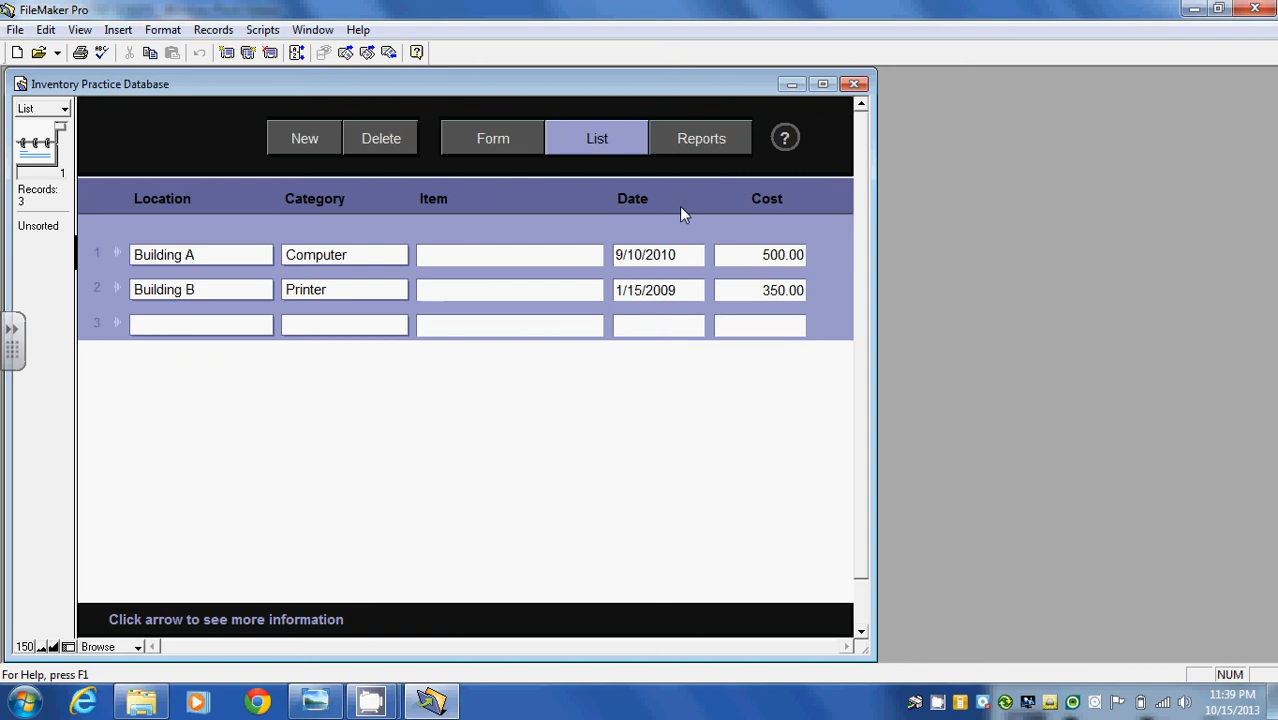 FileMaker Pro
File Edit View Insert Format Records Scripts Window Help
Inventory Practice Database
List
New Delete Form List Reports ?
1
Records:
3
Unsorted
Location Category Item Date Cost
1 Building A Computer 9/10/2010 500.00
2 Building B Printer 1/15/2009 350.00
3
Click arrow to see more information
150 Browse
For Help, press F1
NUM
11:39 PM
10/15/2013